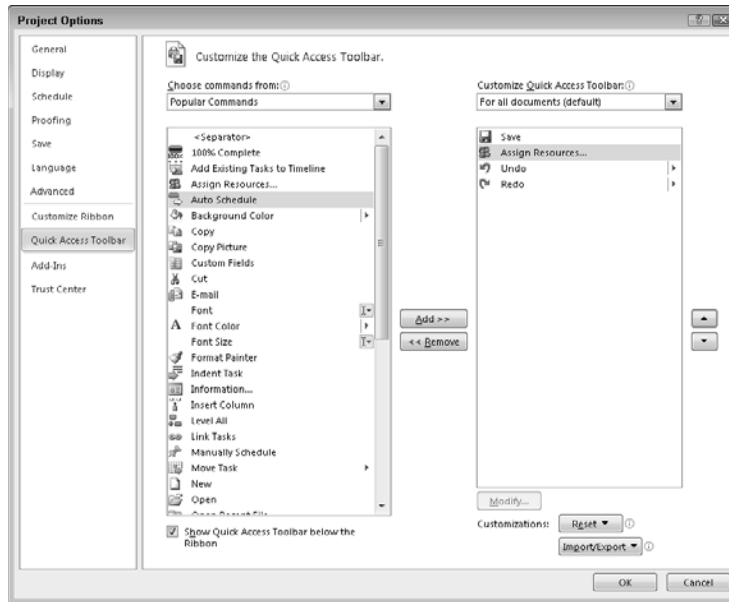 Project Options
General
Display
Schedule
Proofing
Save
Language
Advanced
Customize Ribbon
Quick Access Toolbar
Add-Ins
Trust Center
Customize the Quick Access Toolbar.
Choose commands from:
Popular Commands
<Separator>
100% Complete
Add Existing Tasks to Timeline
Assign Resources...
Auto Schedule
Background Color
Copy
Copy Picture
Custom Fields
Cut
E-mail
Font
Font Color
Font Size
Format Painter
Indent Task
Information...
Insert Column
Level All
Link Tasks
Manually Schedule
Move Task
New
Open
Open Recent File
Show Quick Access Toolbar below the
Ribbon
Add >>
<< Remove
Customize Quick Access Toolbar:
For all documents (default)
Save
Assign Resources...
Undo
Redo
Modify...
Customizations:
Reset
Import/Export
OK
Cancel